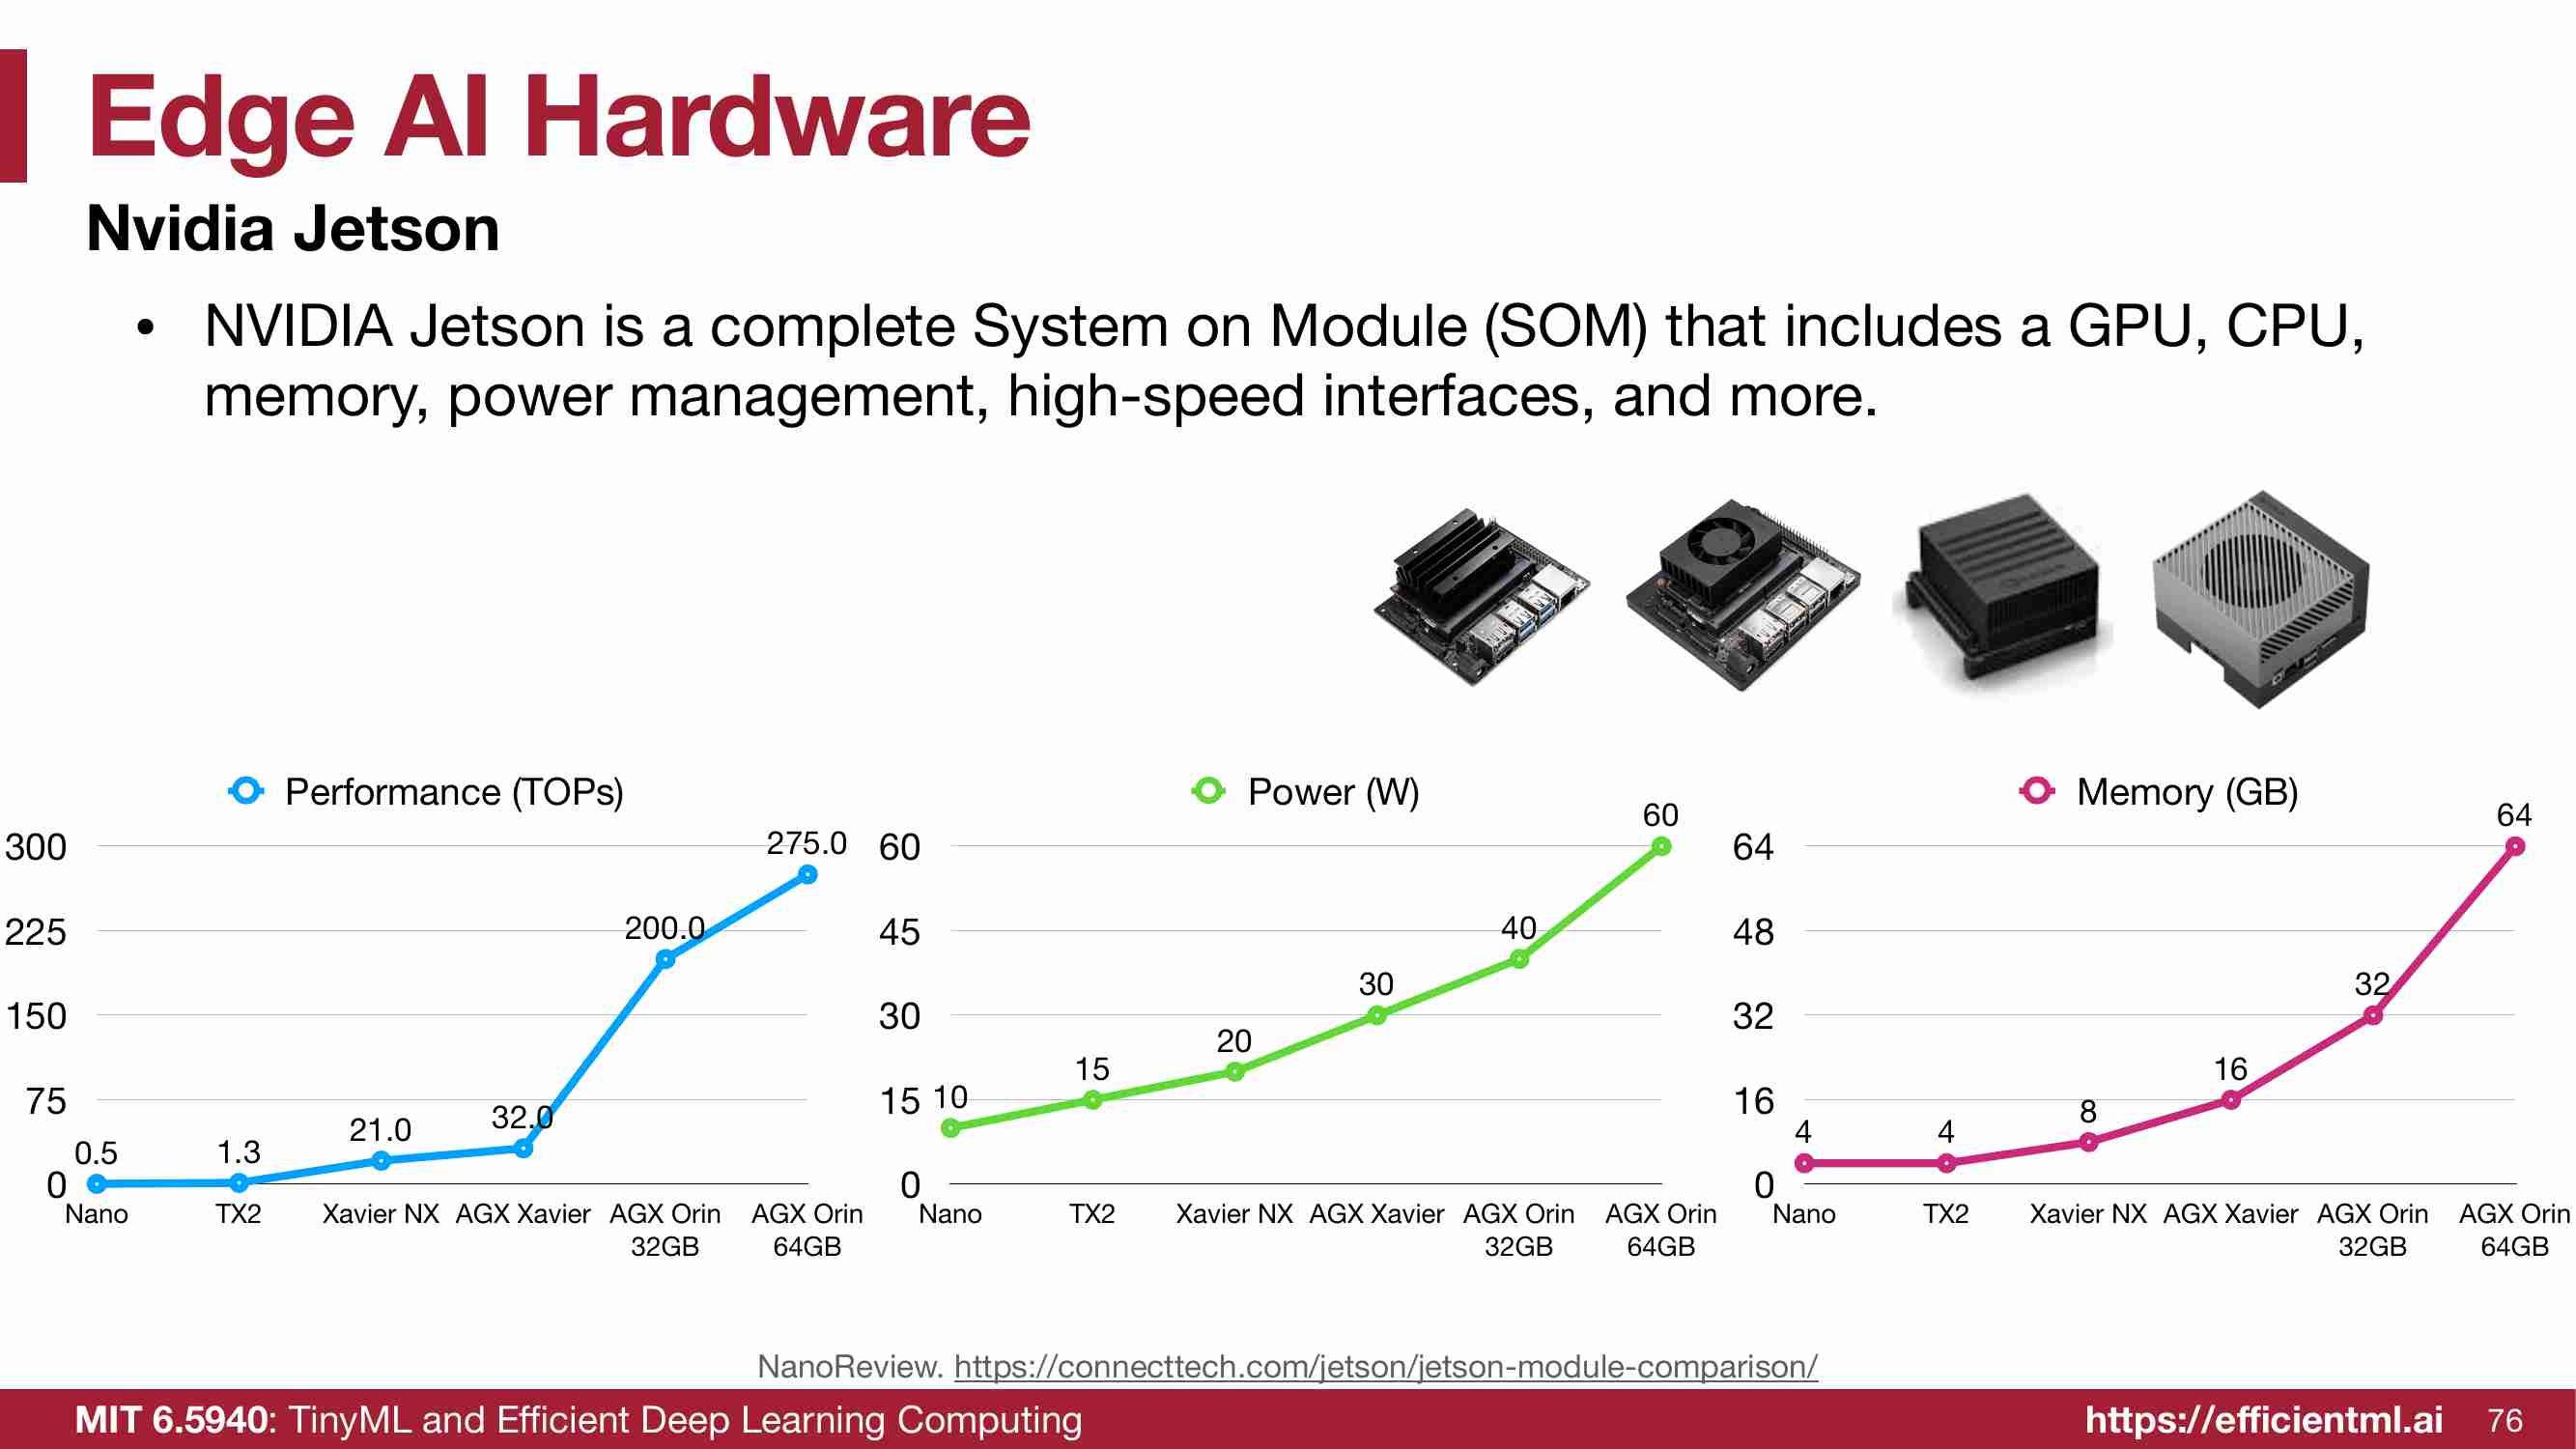 Edge AI Hardware
Nvidia Jetson
• NVIDIA Jetson is a complete System on Module (SOM) that includes a GPU, CPU,
memory, power management, high-speed interfaces, and more.
Performance (TOPs)
300
225
150
75
0
0.5
1.3
21.0
32.0
200.0
275.0
Nano
TX2
Xavier NX
AGX Xavier
AGX Orin
32GB
AGX Orin
64GB
Power (W)
60
45
30
15
0
10
15
20
30
40
60
Nano
TX2
Xavier NX
AGX Xavier
AGX Orin
32GB
AGX Orin
64GB
Memory (GB)
64
48
32
16
0
4
4
8
16
32
64
Nano
TX2
Xavier NX
AGX Xavier
AGX Orin
32GB
AGX Orin
64GB
NanoReview. https://connecttech.com/jetson/jetson-module-comparison/
MIT 6.5940: TinyML and Efficient Deep Learning Computing
https://efficientml.ai
76